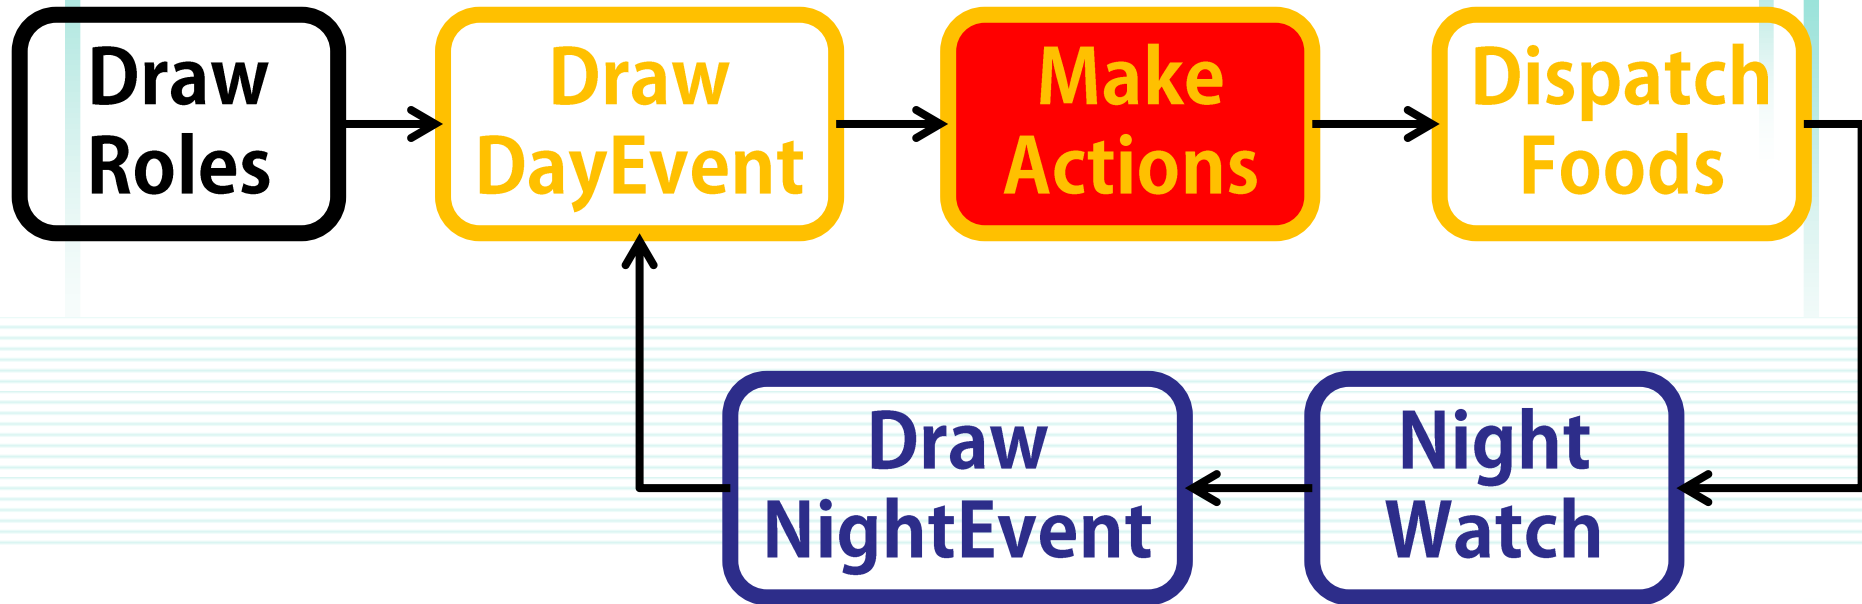 Draw
Roles
Draw
DayEvent
Make
Actions
Dispatch
Foods
Draw
NightEvent
Night
Watch